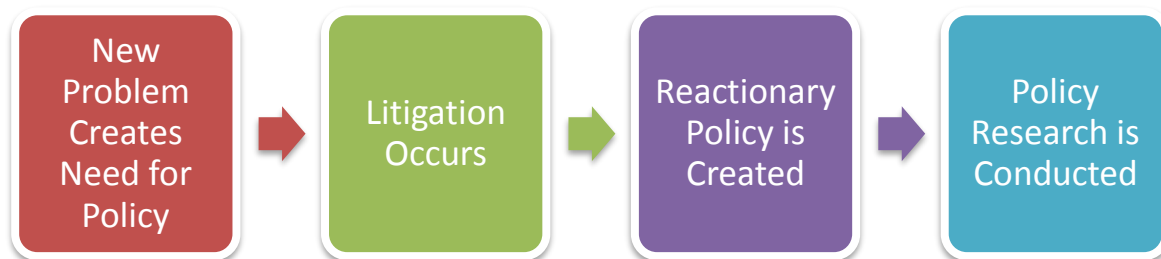 New
Problem
Creates
Need for
Policy
Litigation
Occurs
Reactionary
Policy is
Created
Policy
Research is
Conducted